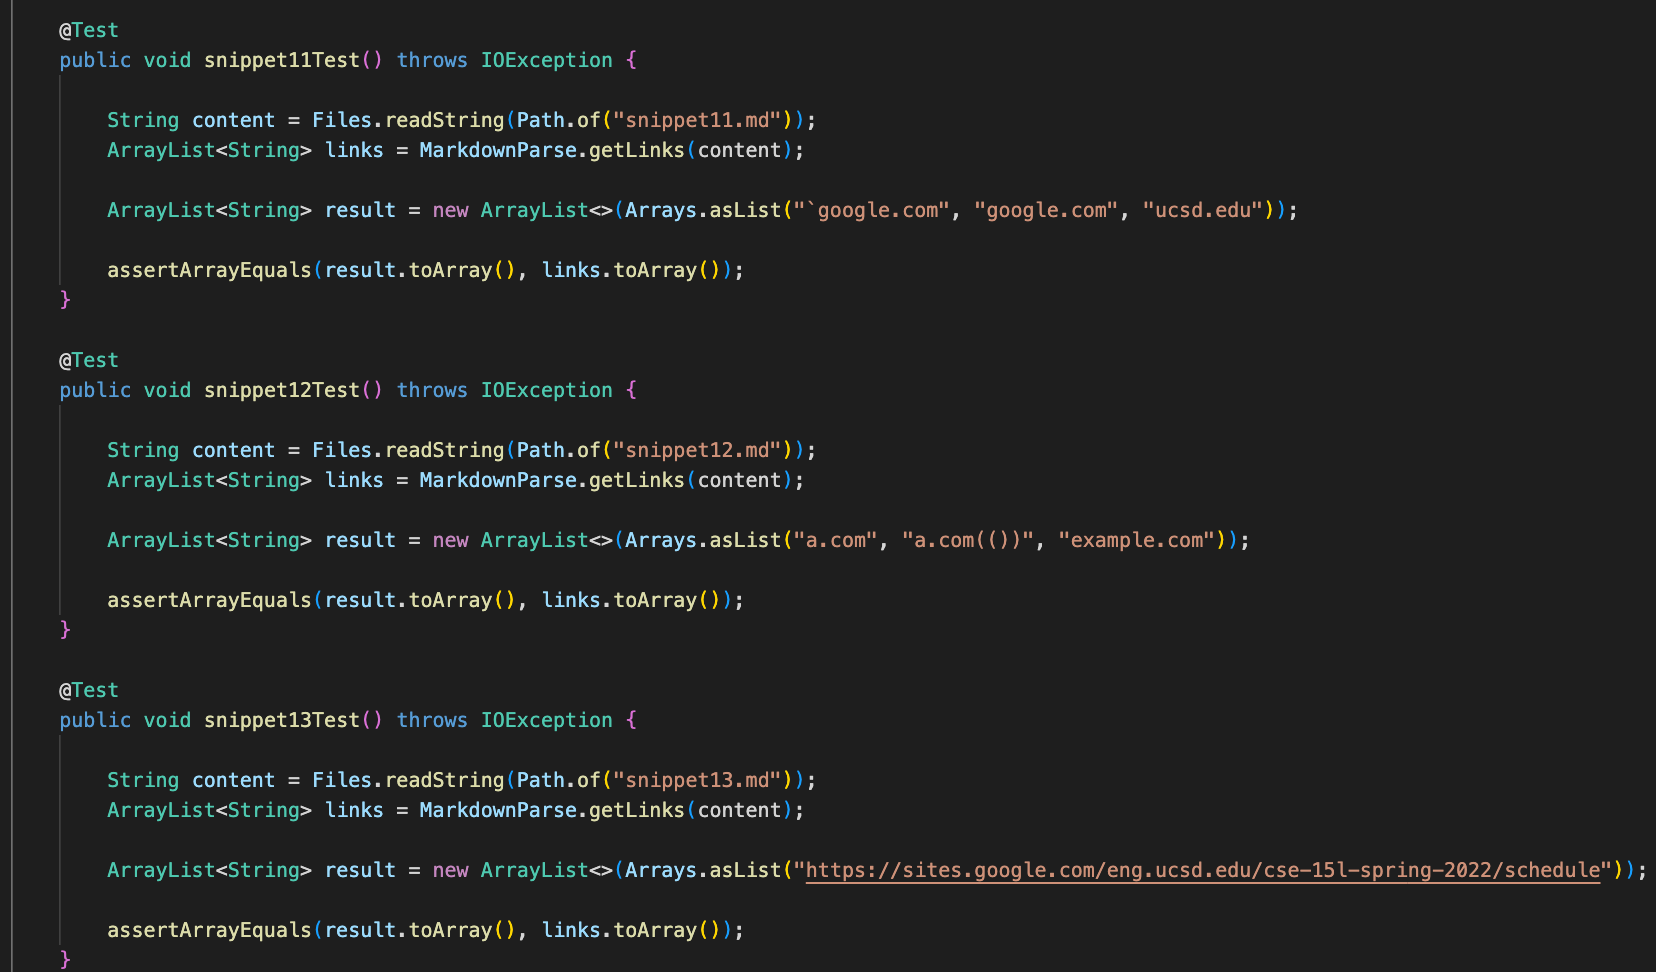 @Test
public void snippet11Test() throws IOException {
String content = Files.readString(Path.of("snippet11.md"));
ArrayList<String> links = MarkdownParse.getLinks(content);
ArrayList<String> result = new ArrayList<>(Arrays.asList("`google.com", "google.com", "ucsd.edu"));
assertArrayEquals(result.toArray(), links.toArray());
}
@Test
public void snippet12Test() throws IOException {
String content = Files.readString(Path.of("snippet12.md"));
ArrayList<String> links = MarkdownParse.getLinks(content);
ArrayList<String> result = new ArrayList<>(Arrays.asList("a.com", "a.com(())", "example.com"));
assertArrayEquals(result.toArray(), links.toArray());
}
@Test
public void snippet13Test() throws IOException {
String content = Files.readString(Path.of("snippet13.md"));
ArrayList<String> links = MarkdownParse.getLinks(content);
ArrayList<String> result = new ArrayList<>(Arrays.asList("https://sites.google.com/eng.ucsd.edu/cse-15l-spring-2022/schedule"));
assertArrayEquals(result.toArray(), links.toArray());
}